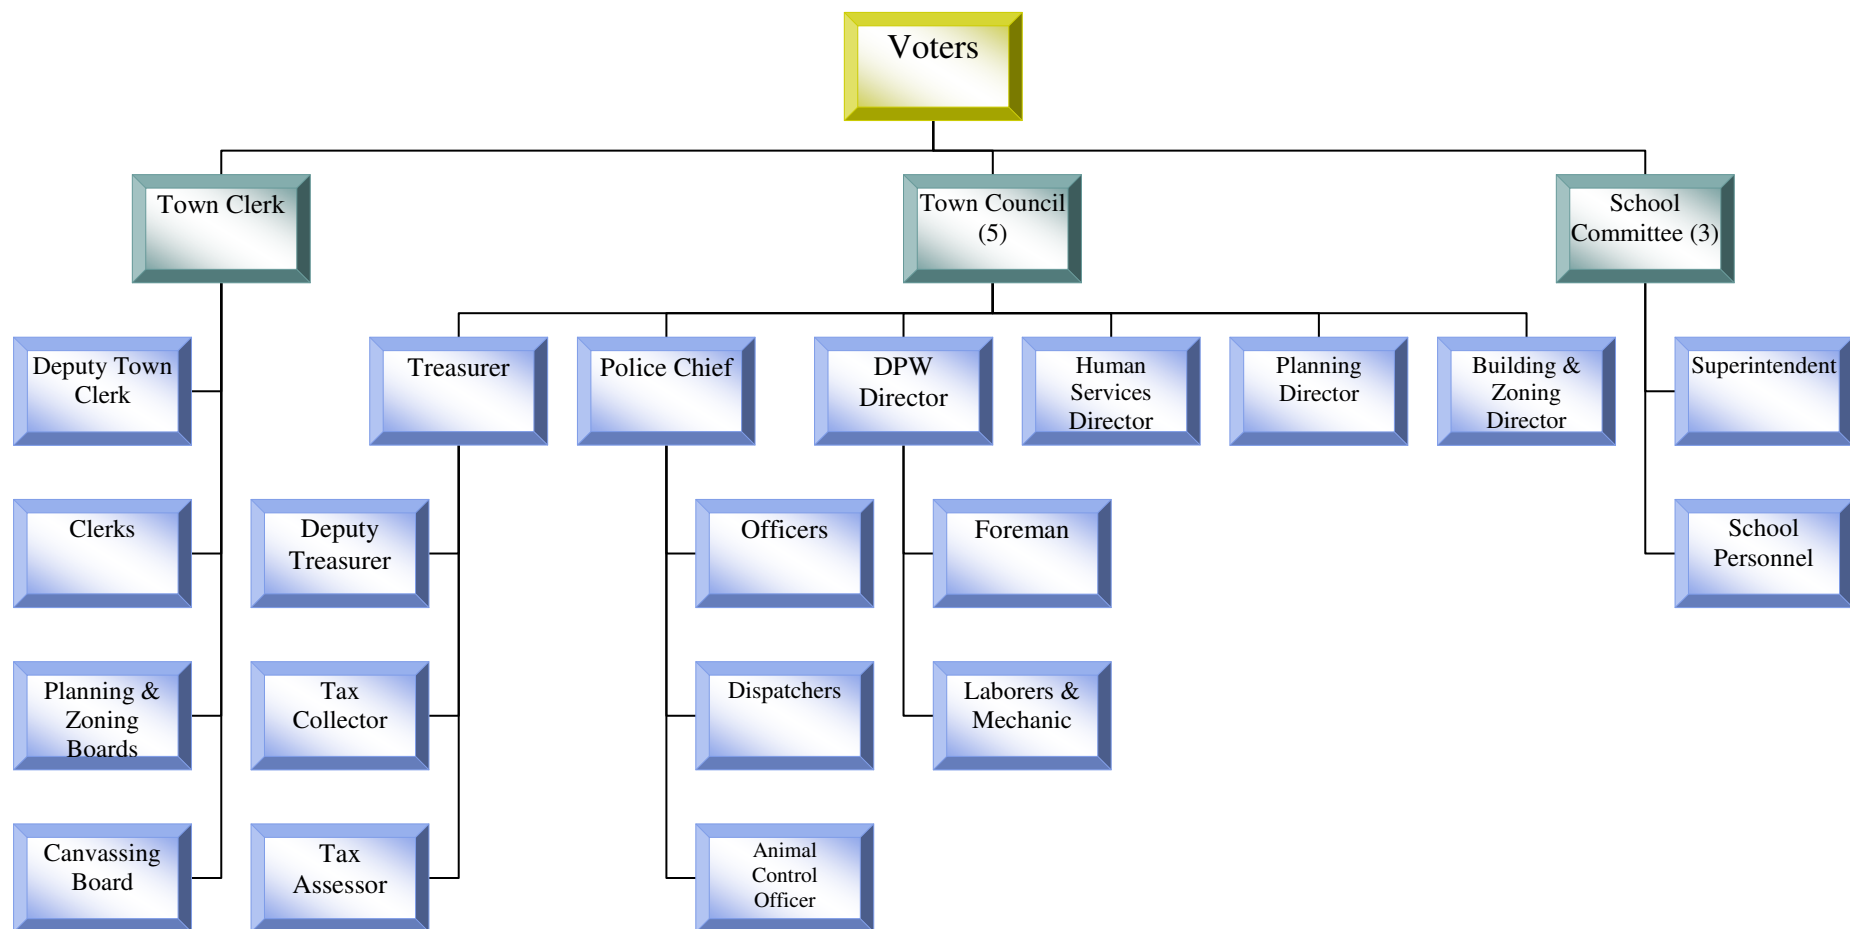 Voters
Town Clerk
Town Council
(5)
School
Committee (3)
Deputy Town
Clerk
Treasurer
Police Chief
DPW
Director
Human
Services
Director
Planning
Director
Building &
Zoning
Director
Superintendent
Clerks
Deputy
Treasurer
Officers
Foreman
School
Personnel
Planning &
Zoning
Boards
Tax
Collector
Dispatchers
Laborers &
Mechanic
Canvassing
Board
Tax
Assessor
Animal
Control
Officer